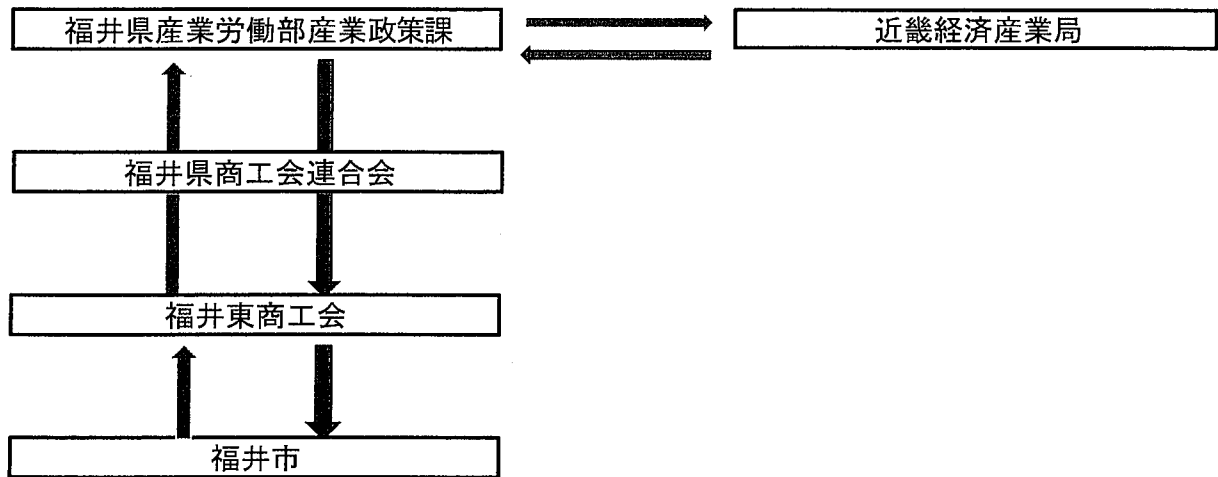 福井県産業労働部産業政策課
近畿経済産業局
福井県商工会連合会
福井東商工会
福井市